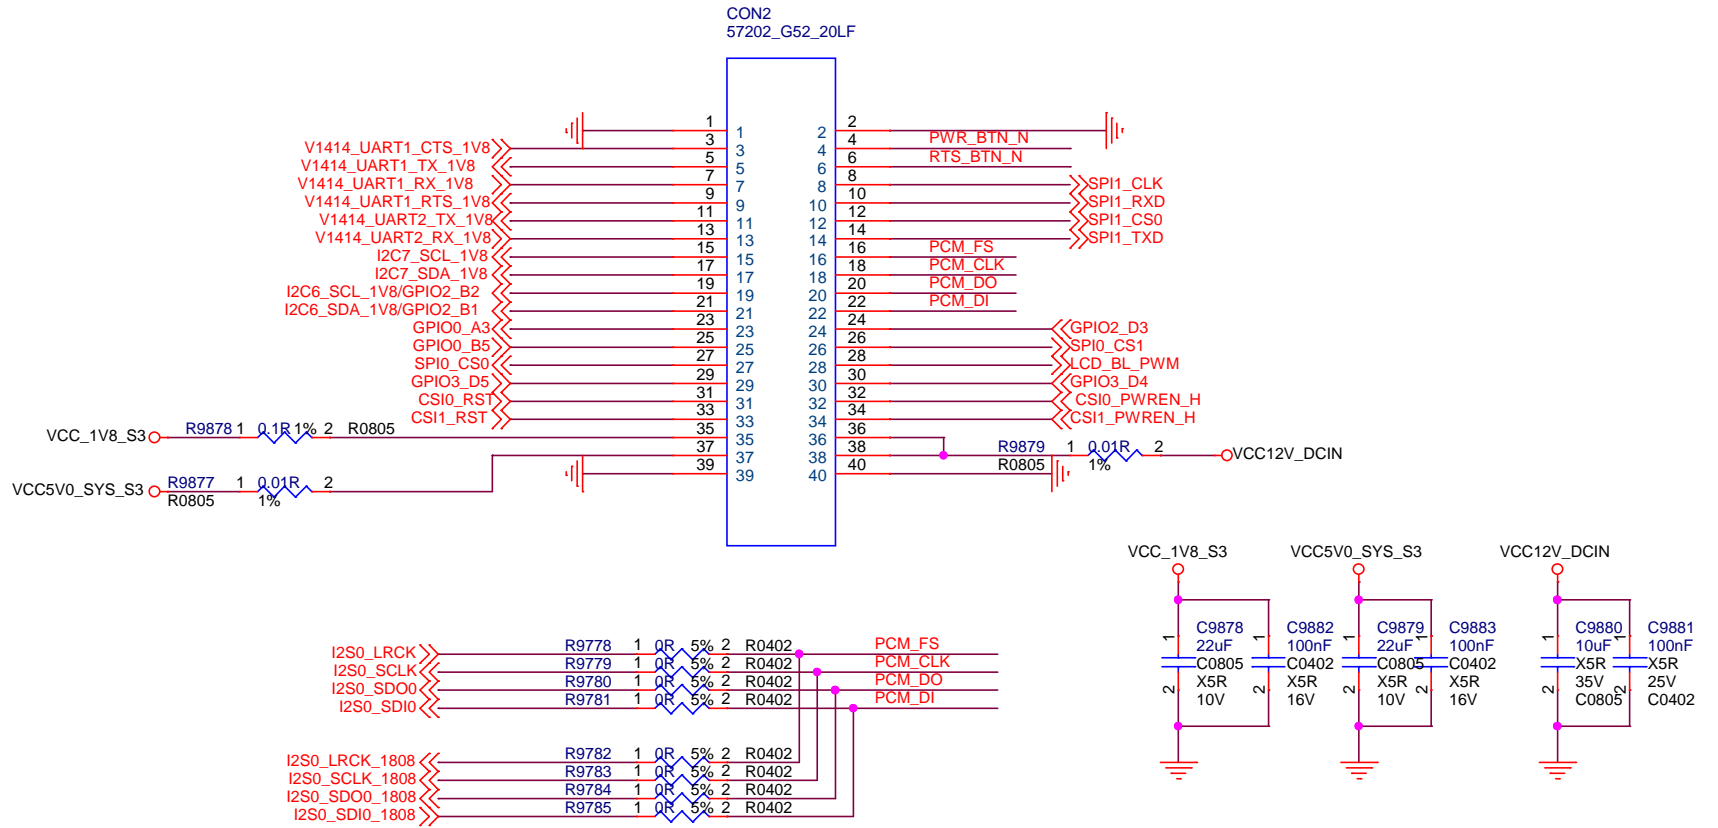 CON2
57202_G52_20LF
1 1 2 2
V1414_UART1_CTS_1V8 3 3 4 4 PWR_BTN_N
V1414_UART1_TX_1V8 5 5 6 6 RTS_BTN_N
V1414_UART1_RX_1V8 7 7 8 8 SPI1_CLK
V1414_UART1_RTS_1V8 9 9 10 10 SPI1_RXD
V1414_UART2_TX_1V8 11 11 12 12 SPI1_CS0
V1414_UART2_RX_1V8 13 13 14 14 SPI1_TXD
I2C7_SCL_1V8 15 15 16 16 PCM_FS
I2C7_SDA_1V8 17 17 18 18 PCM_CLK
I2C6_SCL_1V8/GPIO2_B2 19 19 20 20 PCM_DO
I2C6_SDA_1V8/GPIO2_B1 21 21 22 22 PCM_DI
GPIO0_A3 23 23 24 24 GPIO2_D3
GPIO0_B5 25 25 26 26 SPI0_CS1
SPI0_CS0 27 27 28 28 LCD_BL_PWM
GPIO3_D5 29 29 30 30 GPIO3_D4
CSI0_RST 31 31 32 32 CSI0_PWREN_H
CSI1_RST 33 33 34 34 CSI1_PWREN_H
VCC_1V8_S3 R9878 1 0.1R 1% 2 R0805 35 35 36 36
37 37 38 38 R9879 1 0.01R 2 VCC12V_DCIN
39 39 40 40 R0805 1%
VCC5V0_SYS_S3 R9877 1 0.01R 2
R0805 1%
VCC_1V8_S3 VCC5V0_SYS_S3 VCC12V_DCIN
1 C9878 C9882 1 C9879 C9883 1 C9880 C9881
22uF 1 100nF 22uF 1 100nF 10uF 1 100nF
C0805 C0402 C0805 C0402 X5R X5R
2 X5R 2 X5R 2 X5R 2 X5R 2 35V 2 25V
10V 16V 10V 16V C0805 C0402
I2S0_LRCK R9778 1 0R 5% 2 R0402 PCM_FS
I2S0_SCLK R9779 1 0R 5% 2 R0402 PCM_CLK
I2S0_SDO0 R9780 1 0R 5% 2 R0402 PCM_DO
I2S0_SDI0 R9781 1 0R 5% 2 R0402 PCM_DI
I2S0_LRCK_1808 R9782 1 0R 5% 2 R0402
I2S0_SCLK_1808 R9783 1 0R 5% 2 R0402
I2S0_SDO0_1808 R9784 1 0R 5% 2 R0402
I2S0_SDI0_1808 R9785 1 0R 5% 2 R0402